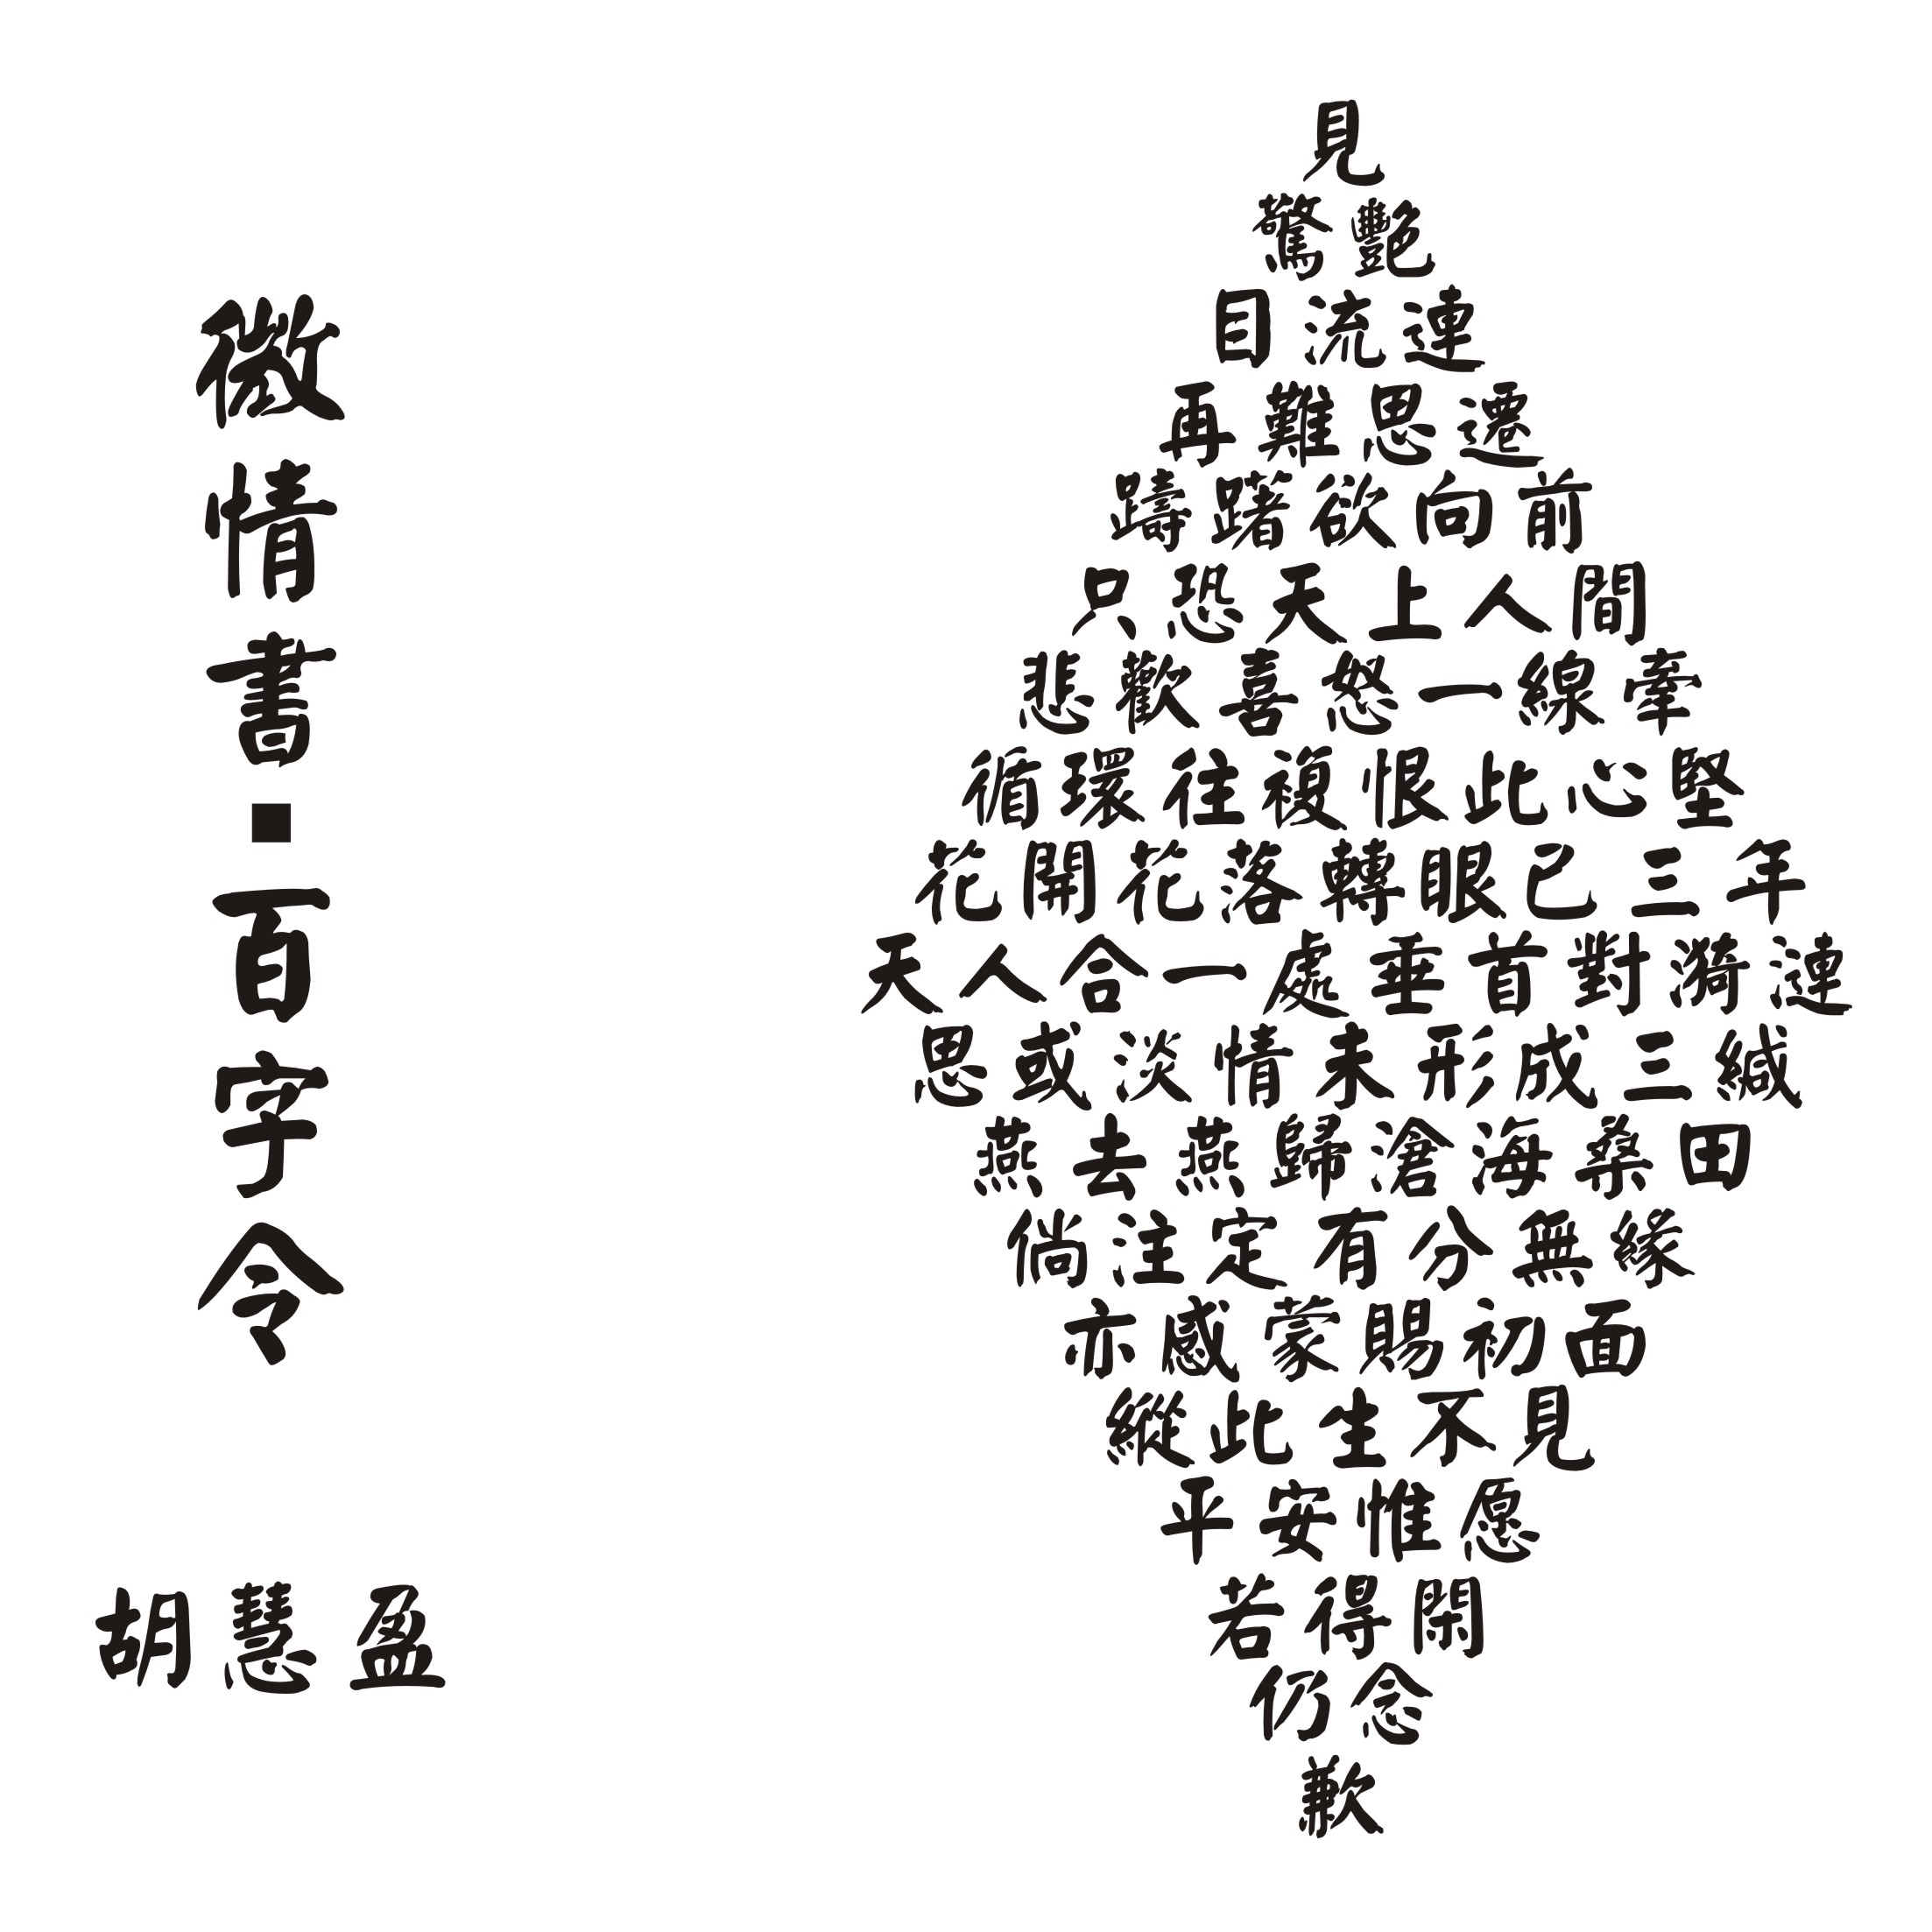 微情書·百字令
胡慧盈
見
驚艷
目流連
再難思遷
躊躇欲向前
只恐天上人間
悲歡喜愁一線牽
循環往復恨此心堅
花開花落轉眼已三年
天人合一處垂首對漪漣
思或淡情未形成三緘
燕去燕歸滄海桑田
倘注定有分無緣
亦感蒙賜初面
縱此生不見
平安惟愿
若得閑
仍念
歉